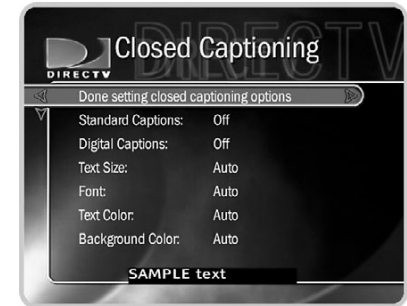 DIRECTV
Closed Captioning
DIRECTV
Done setting closed captioning options
Standard Captions: Off
Digital Captions: Off
Text Size: Auto
Font: Auto
Text Color: Auto
Background Color: Auto
SAMPLE text